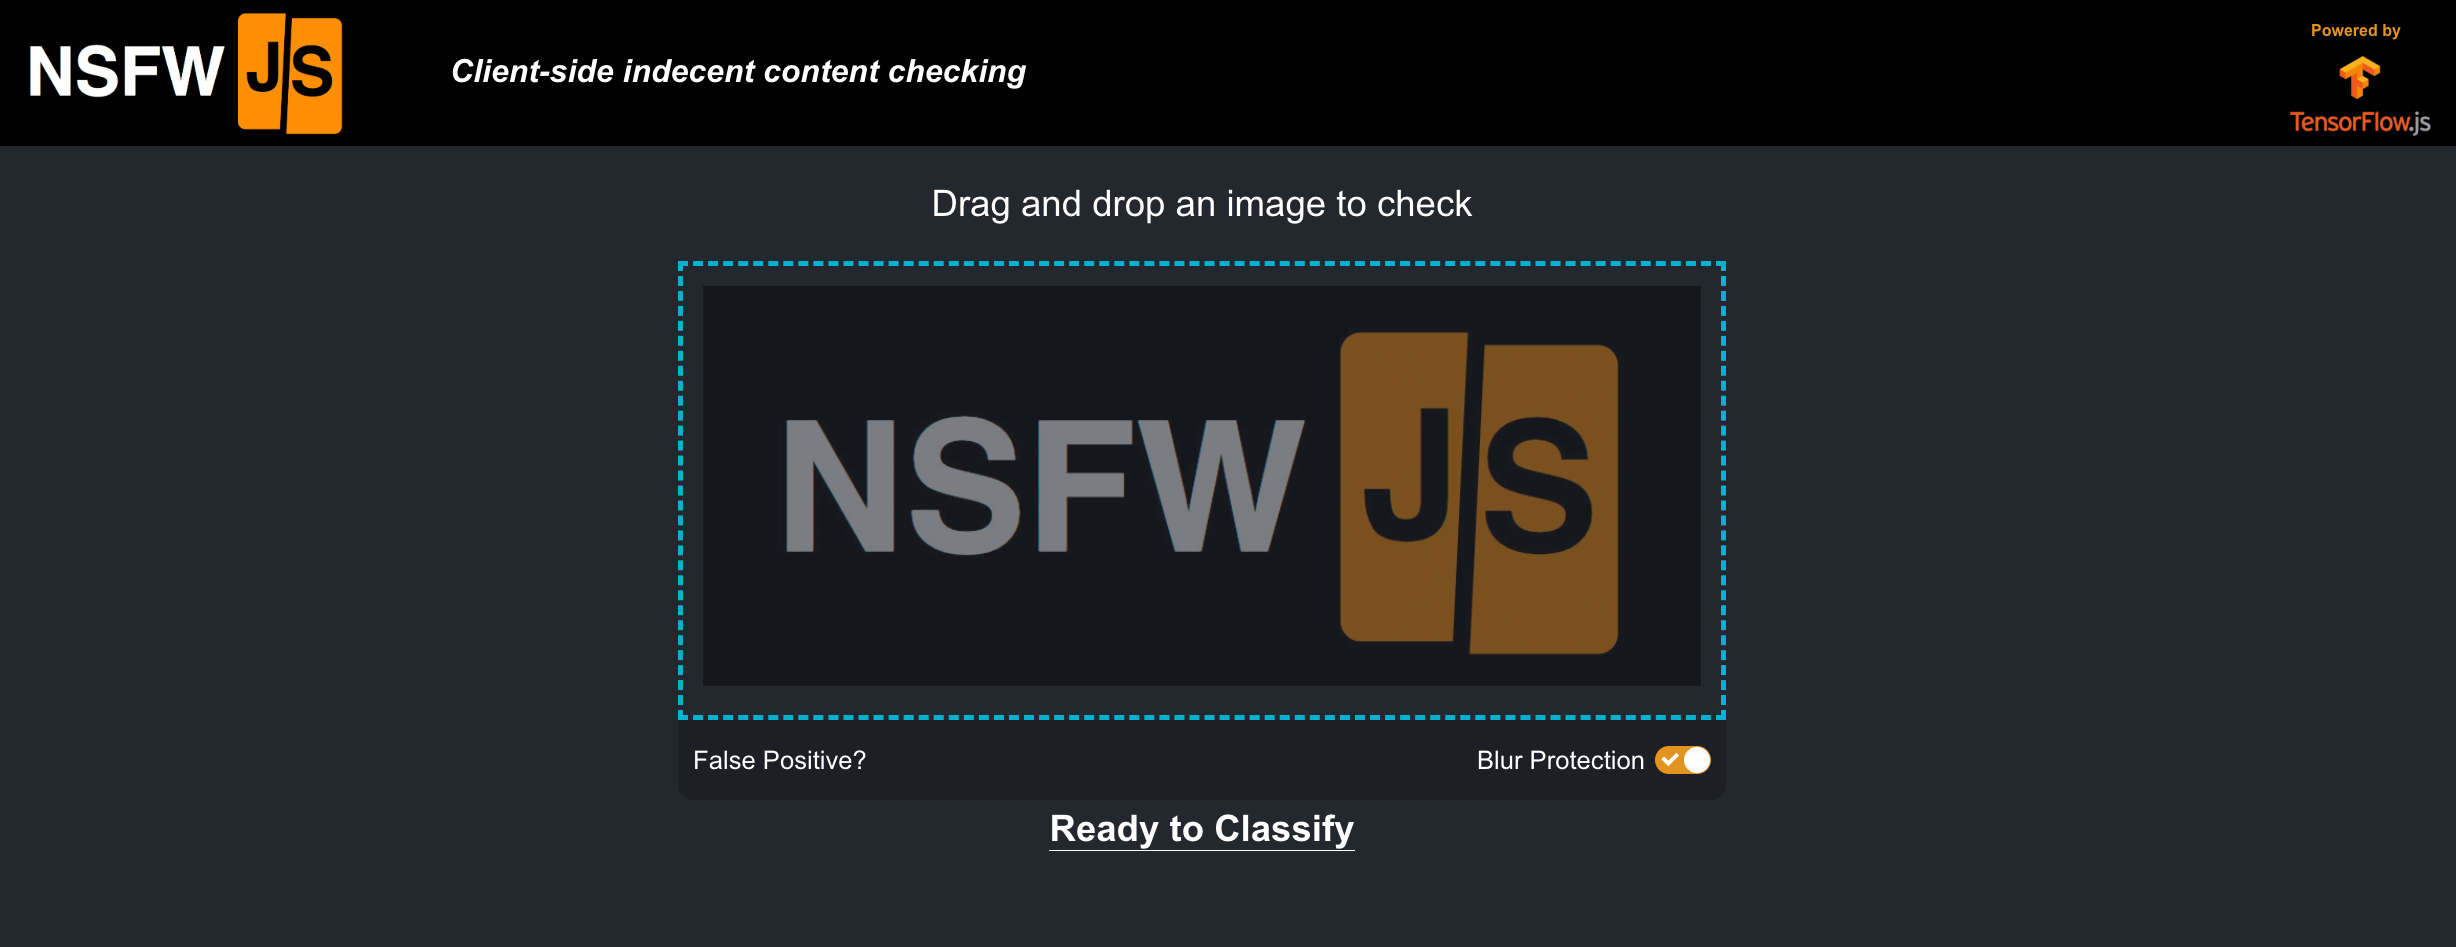 NSFW JS
Client-side indecent content checking
Powered by
TensorFlow.js
Drag and drop an image to check
NSFW JS
False Positive?
Blur Protection
Ready to Classify